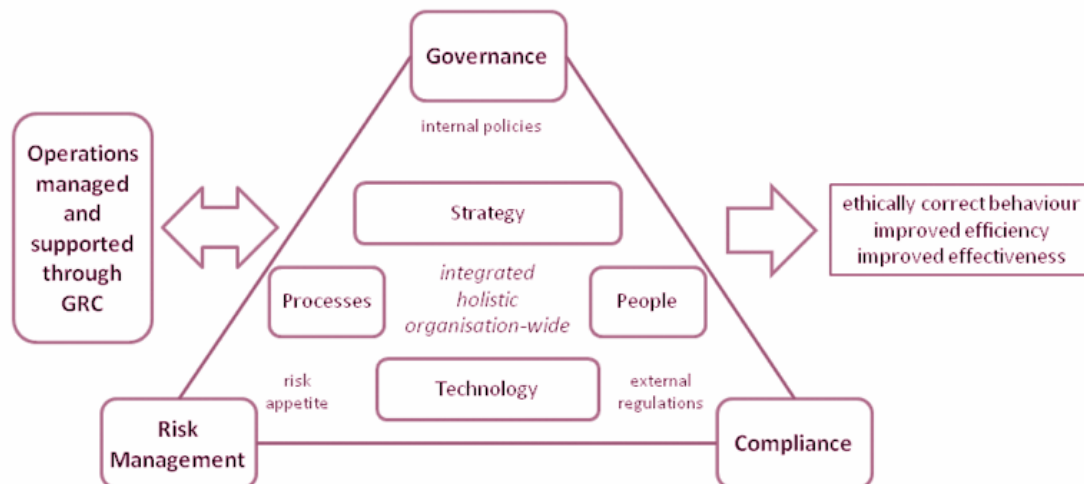 Governance
internal policies
Operations
managed
and
supported
through
GRC
Strategy
ethically correct behaviour
improved efficiency
improved effectiveness
Processes
integrated
holistic
organisation-wide
People
risk
appetite
Technology
external
regulations
Risk
Management
Compliance